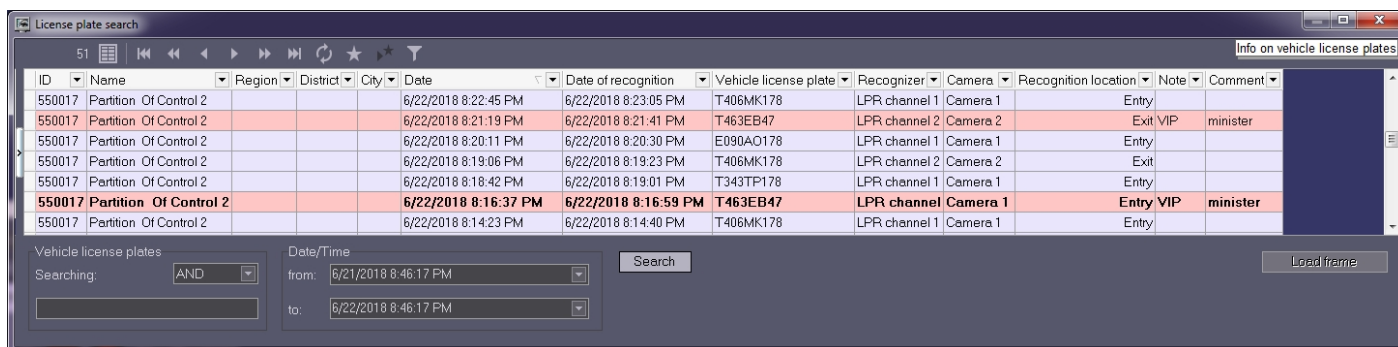 License plate search
51
Info on vehicle license plates
ID Name Region District City Date Date of recognition Vehicle license plate Recognizer Camera Recognition location Note Comment
550017 Partition Of Control 2 6/22/2018 8:22:45 PM 6/22/2018 8:23:05 PM T406MK178 LPR channel 1 Camera 1 Entry
550017 Partition Of Control 2 6/22/2018 8:21:19 PM 6/22/2018 8:21:41 PM T463EB47 LPR channel 2 Camera 2 Exit VIP minister
550017 Partition Of Control 2 6/22/2018 8:20:11 PM 6/22/2018 8:20:30 PM E090AO178 LPR channel 1 Camera 1 Entry
550017 Partition Of Control 2 6/22/2018 8:19:06 PM 6/22/2018 8:19:23 PM T406MK178 LPR channel 2 Camera 2 Exit
550017 Partition Of Control 2 6/22/2018 8:18:42 PM 6/22/2018 8:19:01 PM T343TP178 LPR channel 1 Camera 1 Entry
550017 Partition Of Control 2 6/22/2018 8:16:37 PM 6/22/2018 8:16:59 PM T463EB47 LPR channel Camera 1 Entry VIP minister
550017 Partition Of Control 2 6/22/2018 8:14:23 PM 6/22/2018 8:14:40 PM T406MK178 LPR channel 1 Camera 1 Entry
Vehicle license plates Date/Time
Searching: AND from: 6/21/2018 8:46:17 PM Search Load frame
to: 6/22/2018 8:46:17 PM